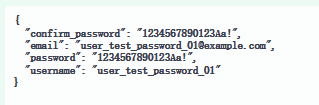 {
"confirm_password": "1234567890123Aa!",
"email": "user_test_password_01@example.com",
"password": "1234567890123Aa!",
"username": "user_test_password_01"
}